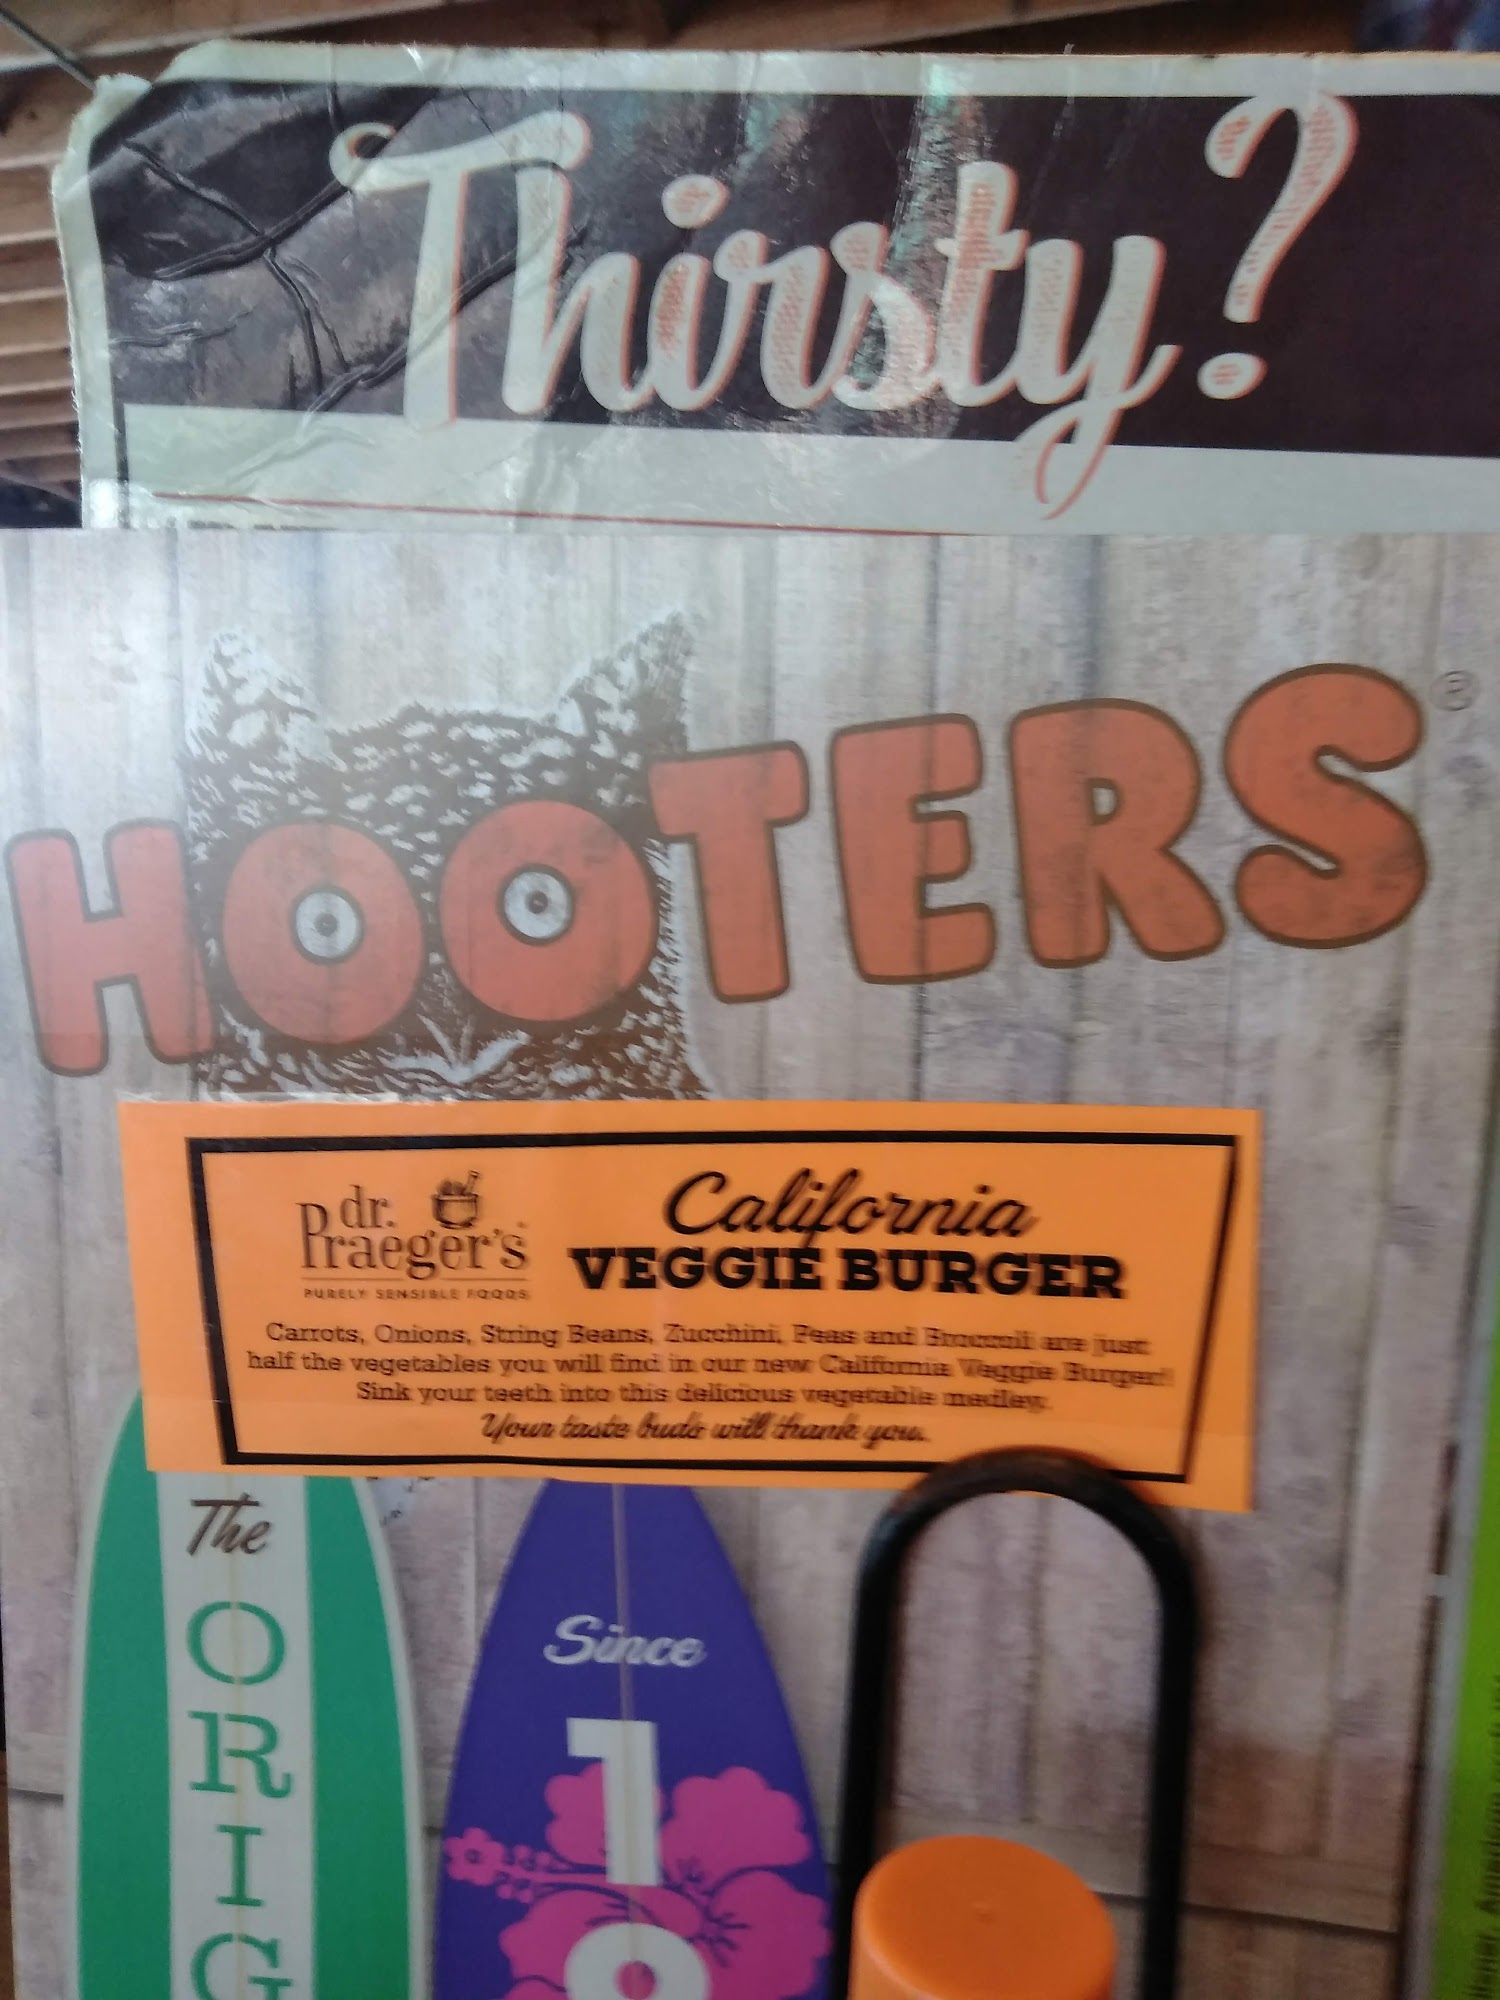 Thirsty?
HOOTERS®
dr. Praeger's
PURELY SENSIBLE FOODS
California
VEGGIE BURGER
Carrots, Onions, String Beans, Zucchini, Peas and Broccoli are just
half the vegetables you will find in our new California Veggie Burger!
Sink your teeth into this delicious vegetable medley.
Your taste buds will thank you.
The
ORIG
Since
19